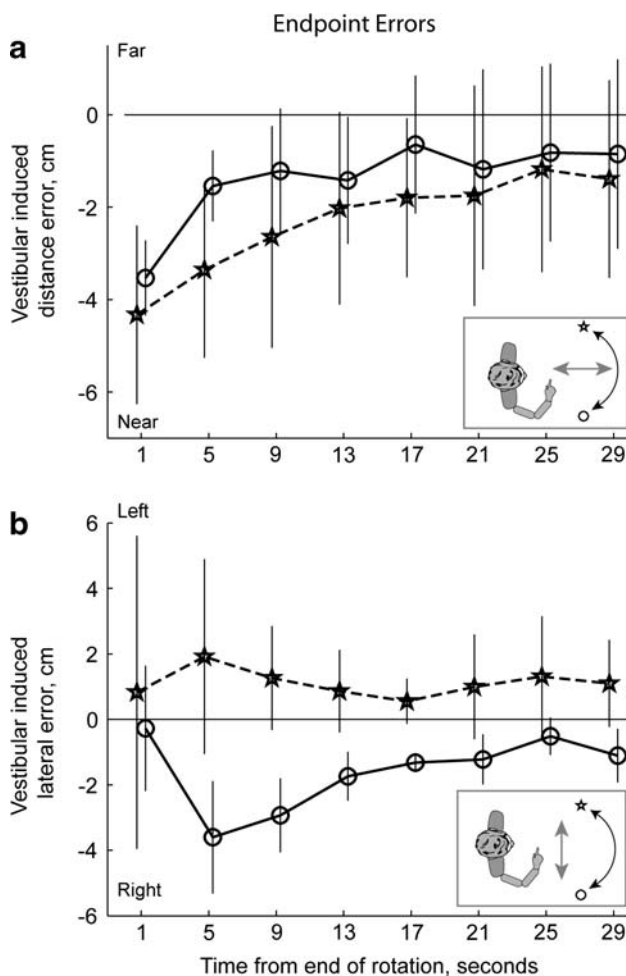 Endpoint Errors
a
Far
0
-2
-4
-6
Near
Vestibular induced
distance error, cm
1 5 9 13 17 21 25 29
b
Left
6
4
2
0
-2
-4
-6
Right
Vestibular induced
lateral error, cm
1 5 9 13 17 21 25 29
Time from end of rotation, seconds